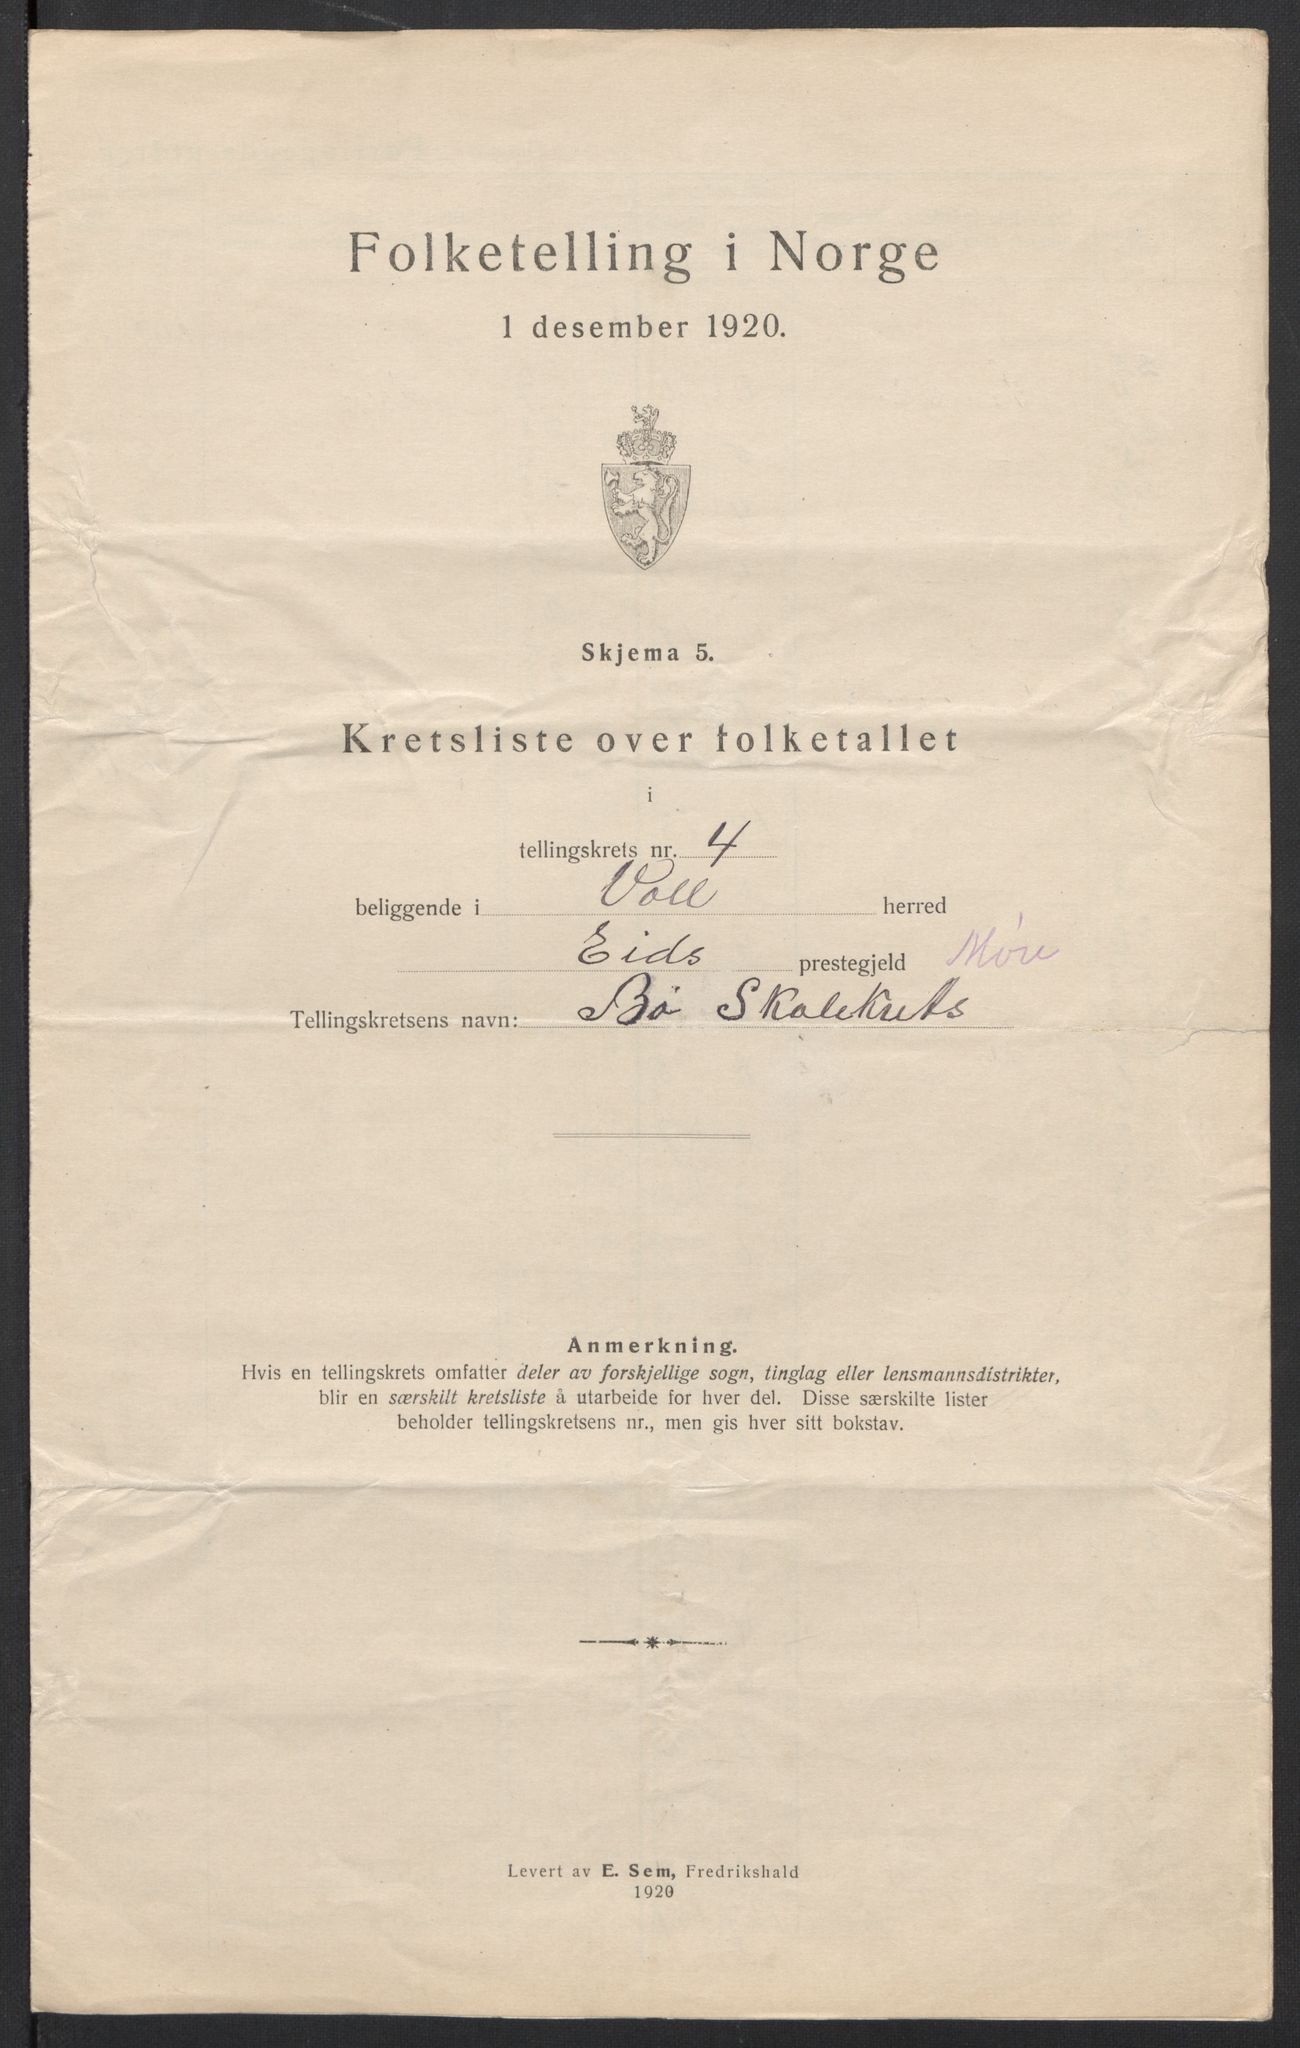 Folketelling i Norge
1 desember 1920.
Skjema 5.
Kretsliste over folketallet
i
tellingskrets nr. 4
beliggende i Voll herred
Eids prestegjeld Møre
Tellingskretsens navn: Bø Skolekrets
Anmerkning.
Hvis en tellingskrets omfatter deler av forskjellige sogn, tinglag eller lensmannsdistrikter,
blir en særskilt kretsliste å utarbeide for hver del. Disse særskilte lister
beholder tellingskretsens nr., men gis hver sitt bokstav.
Levert av E. Sem, Fredrikshald
1920